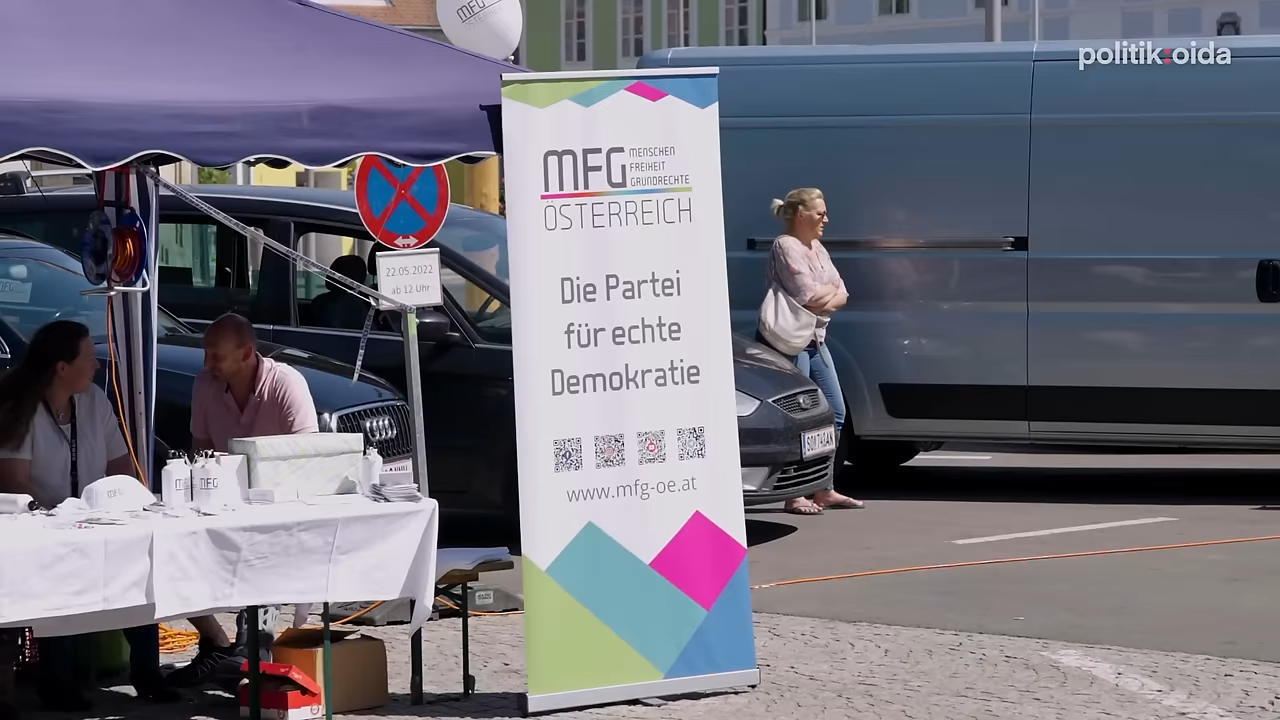 MFG
politik:oida
MFG MENSCHEN
FREIHEIT
GRUNDRECHTE
ÖSTERREICH
22.05.2022
ab 12 Uhr
Die Partei
für echte
Demokratie
www.mfg-oe.at
MFG